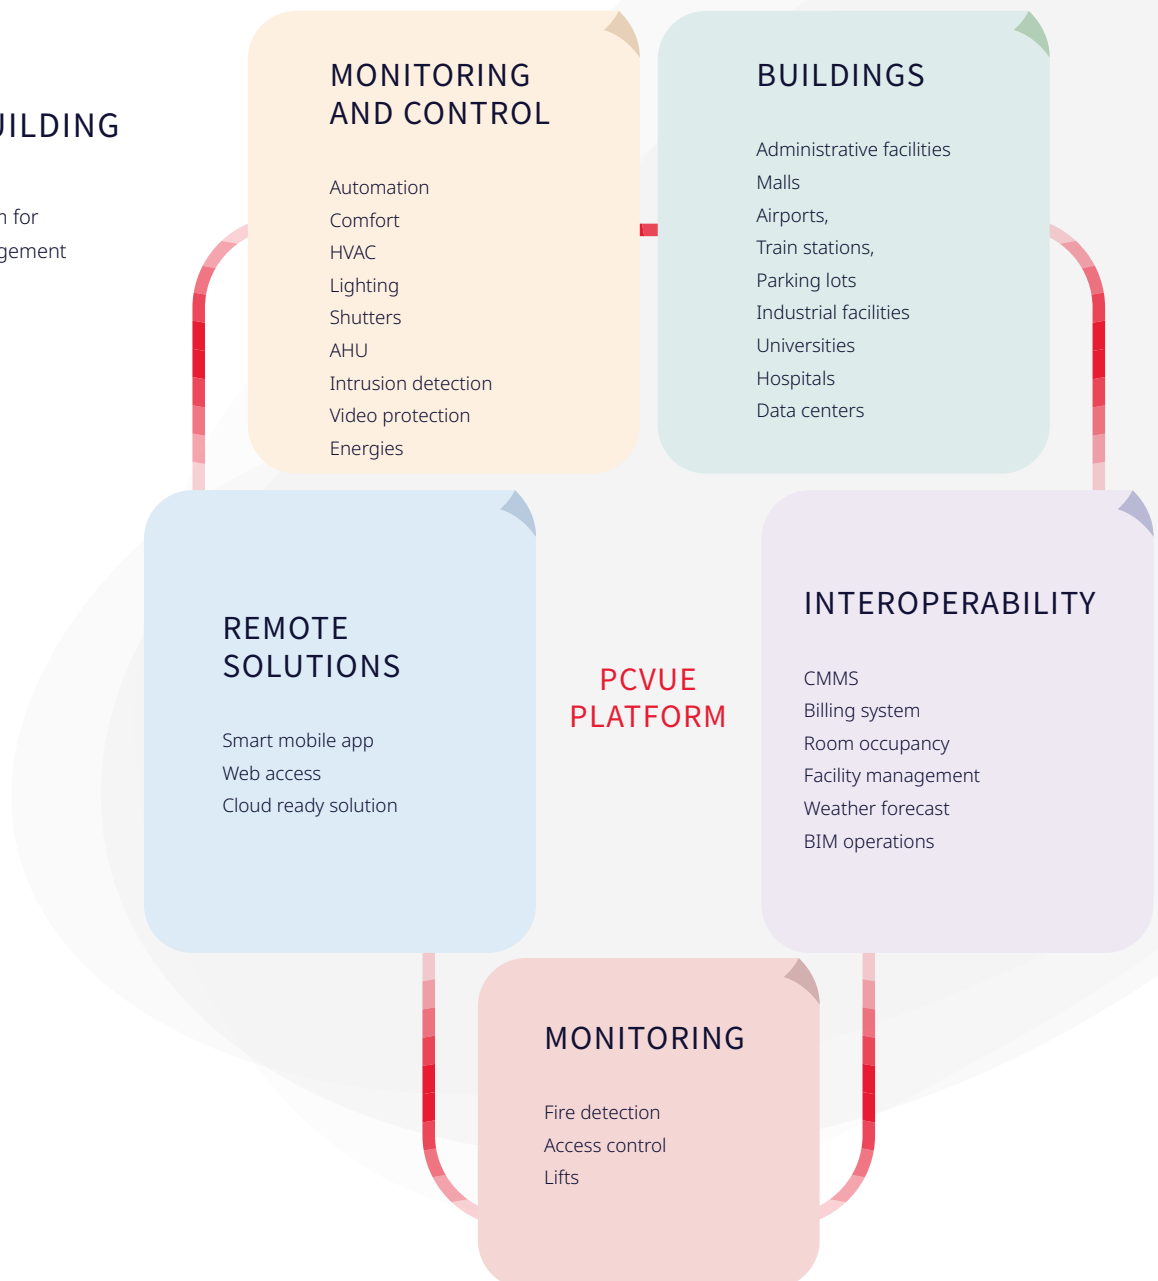 MONITORING
AND CONTROL
Automation
Comfort
HVAC
Lighting
Shutters
AHU
Intrusion detection
Video protection
Energies
BUILDINGS
Administrative facilities
Malls
Airports,
Train stations,
Parking lots
Industrial facilities
Universities
Hospitals
Data centers
for
REMOTE
SOLUTIONS
Smart mobile app
Web access
Cloud ready solution
PCVUE
PLATFORM
INTEROPERABILITY
CMMS
Billing system
Room occupancy
Facility management
Weather forecast
BIM operations
MONITORING
Fire detection
Access control
Lifts